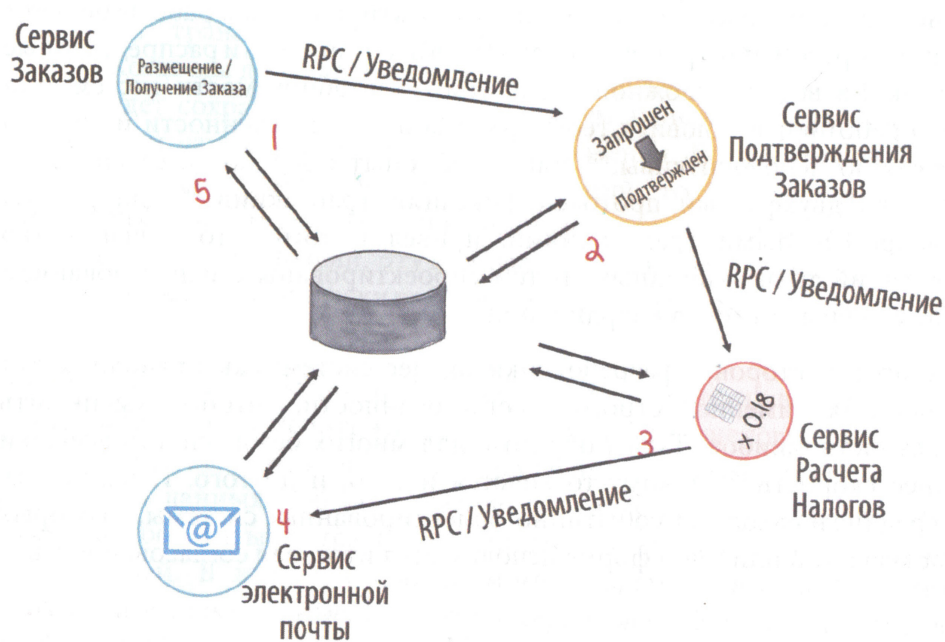 Сервис
Заказов
Размещение /
Получение Заказа
RPC / Уведомление
Запрошен
Подтвержден
Сервис
Подтверждения
Заказов
1
5
2
RPC / Уведомление
3
+ 0.18
Сервис
Расчета
Налогов
RPC / Уведомление
@
4
Сервис
электронной
почты